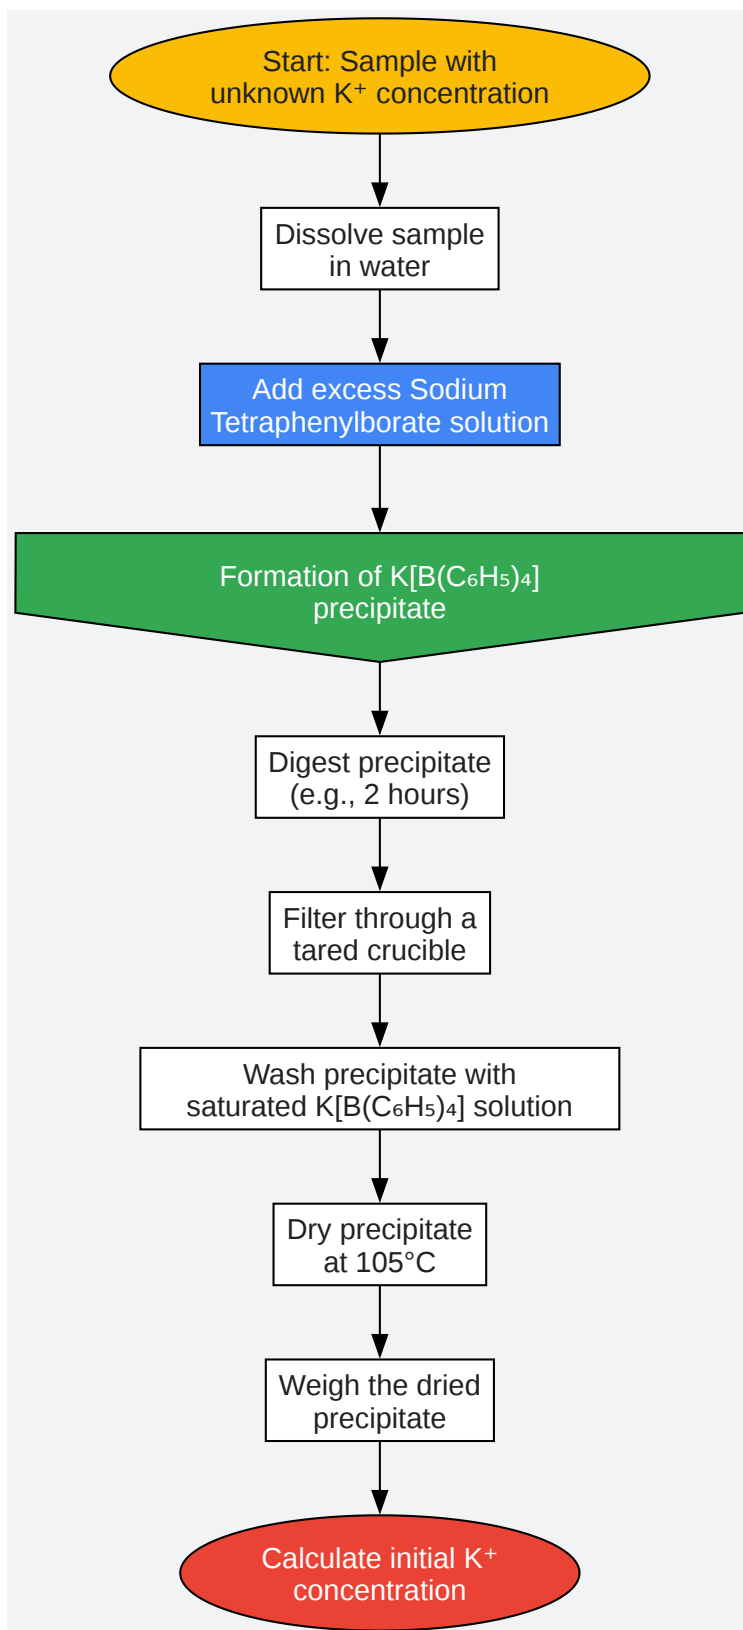 Start: Sample with
unknown K⁺ concentration
Dissolve sample
in water
Add excess Sodium
Tetraphenylborate solution
Formation of K[B(C₆H₅)₄]
precipitate
Digest precipitate
(e.g., 2 hours)
Filter through a
tared crucible
Wash precipitate with
saturated K[B(C₆H₅)₄] solution
Dry precipitate
at 105°C
Weigh the dried
precipitate
Calculate initial K⁺
concentration